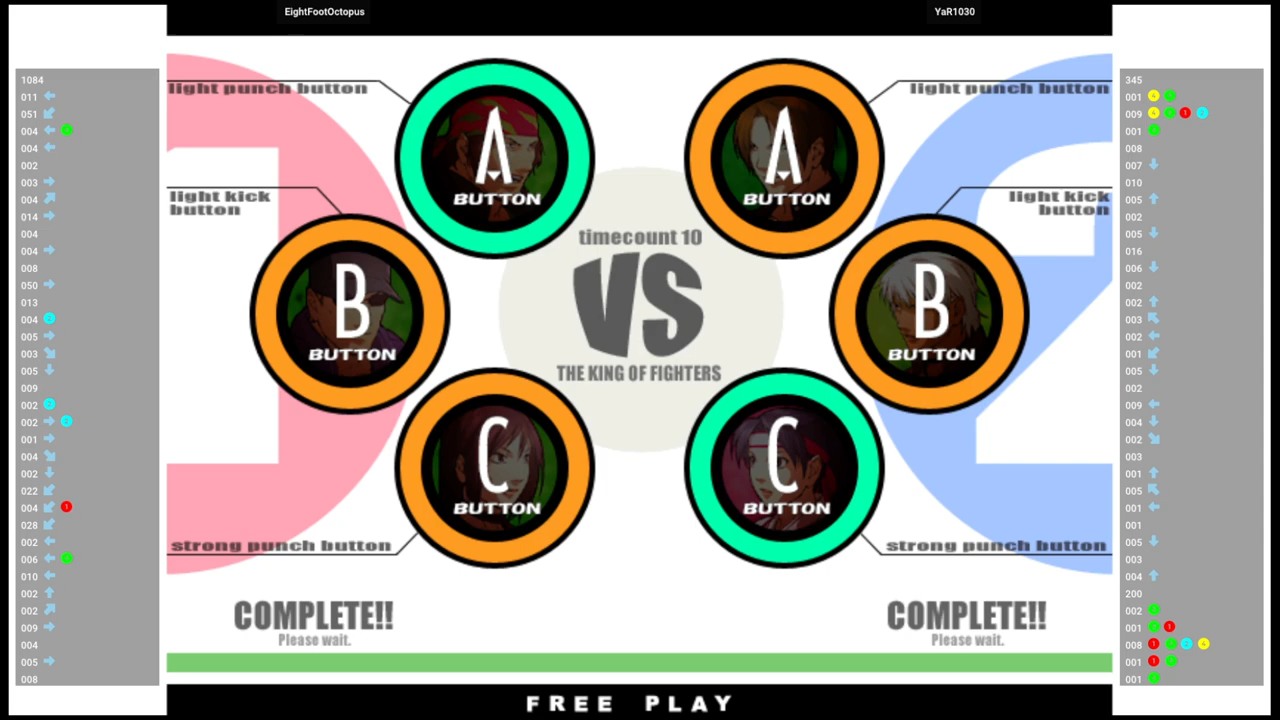 EightFootOctopus
YaR1030
1084
011
051
004
004
002
003
004
014
004
004
008
050
013
004
005
003
005
009
002
002
001
004
002
022
004 1
028
002
006
010
002
002
009
004
005
008
light punch button
A
BUTTON
light kick
button
B
BUTTON
C
BUTTON
strong punch button
COMPLETE!!
Please wait.
1
timecount 10
VS
THE KING OF FIGHTERS
light punch button
A
BUTTON
light kick
button
B
BUTTON
C
BUTTON
strong punch button
COMPLETE!!
Please wait.
2
FREE PLAY
345
001
009
001
008
007
010
005
002
005
016
006
002
002
003
002
001
005
002
009
004
002
003
001
005
001
001
005
003
004
200
002
001
008
001
001